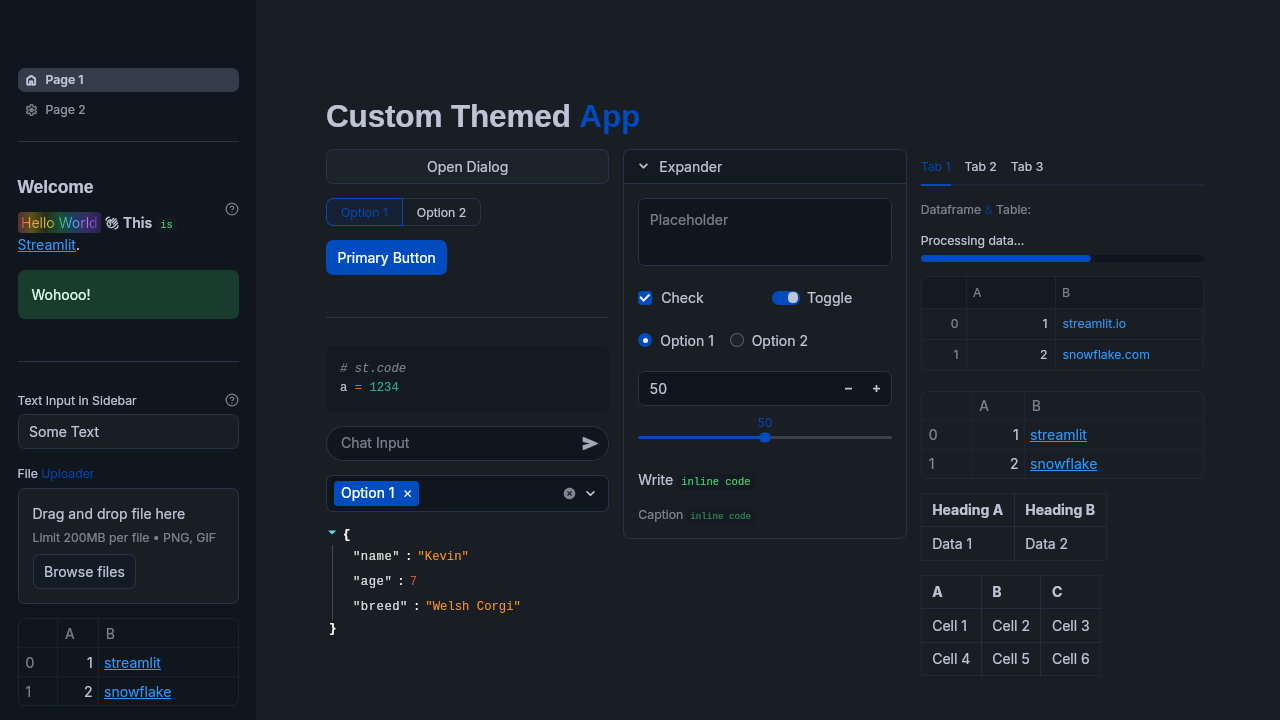 Page 1
Page 2
Welcome
Hello World 👋 This is
Streamlit.
Wohooo!
Text Input in Sidebar
Some Text
File Uploader
Drag and drop file here
Limit 200MB per file • PNG, GIF
Browse files
A B
0 1 streamlit
1 2 snowflake
Custom Themed App
Open Dialog
Option 1 Option 2
Primary Button
# st.code
a = 1234
Chat Input
Option 1 ×
{
"name" : "Kevin"
"age" : 7
"breed" : "Welsh Corgi"
}
Expander
Placeholder
Check Toggle
Option 1 Option 2
50 − +
50
Write inline code
Caption inline code
Tab 1 Tab 2 Tab 3
Dataframe & Table:
Processing data...
A B
0 1 streamlit.io
1 2 snowflake.com
A B
0 1 streamlit
1 2 snowflake
Heading A Heading B
Data 1 Data 2
A B C
Cell 1 Cell 2 Cell 3
Cell 4 Cell 5 Cell 6